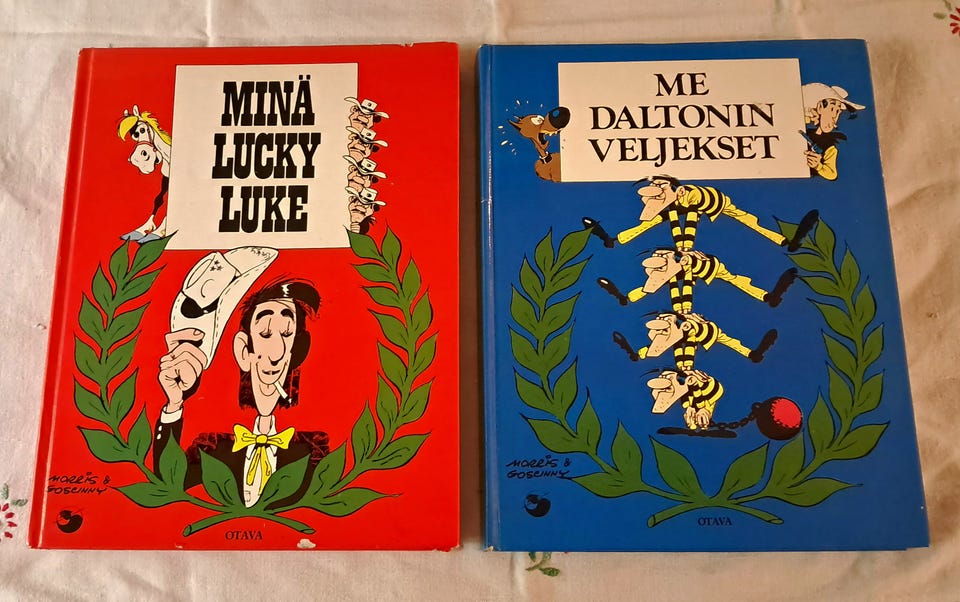 MINÄ
LUCKY
LUKE
MORRIS &
GOSCINNY
OTAVA
ME
DALTONIN
VELJEKSET
MORRIS &
GOSCINNY
OTAVA